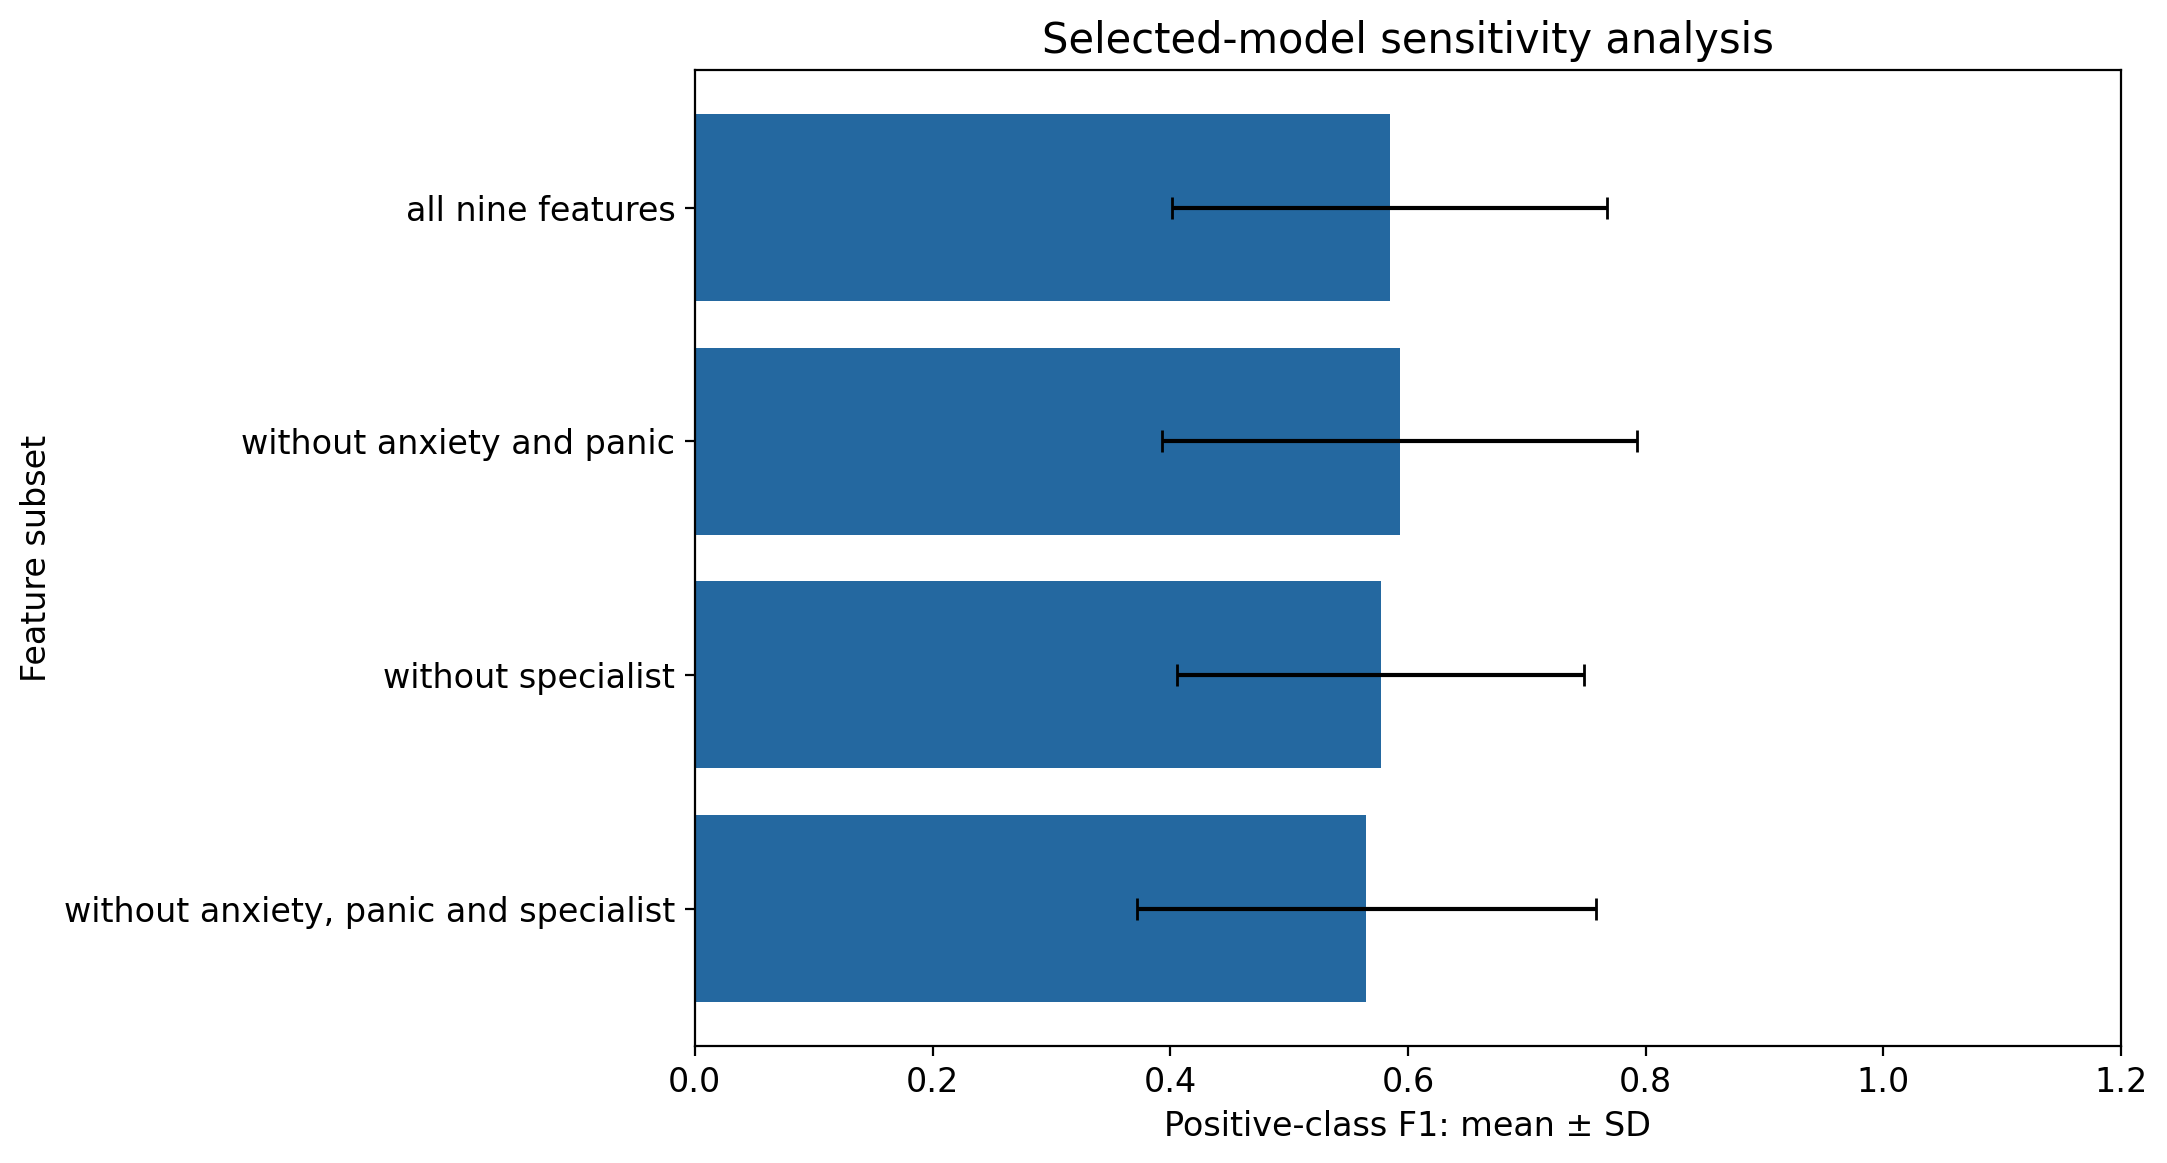 Selected-model sensitivity analysis
Feature subset
all nine features
without anxiety and panic
without specialist
without anxiety, panic and specialist
0.0 0.2 0.4 0.6 0.8 1.0 1.2
Positive-class F1: mean ± SD